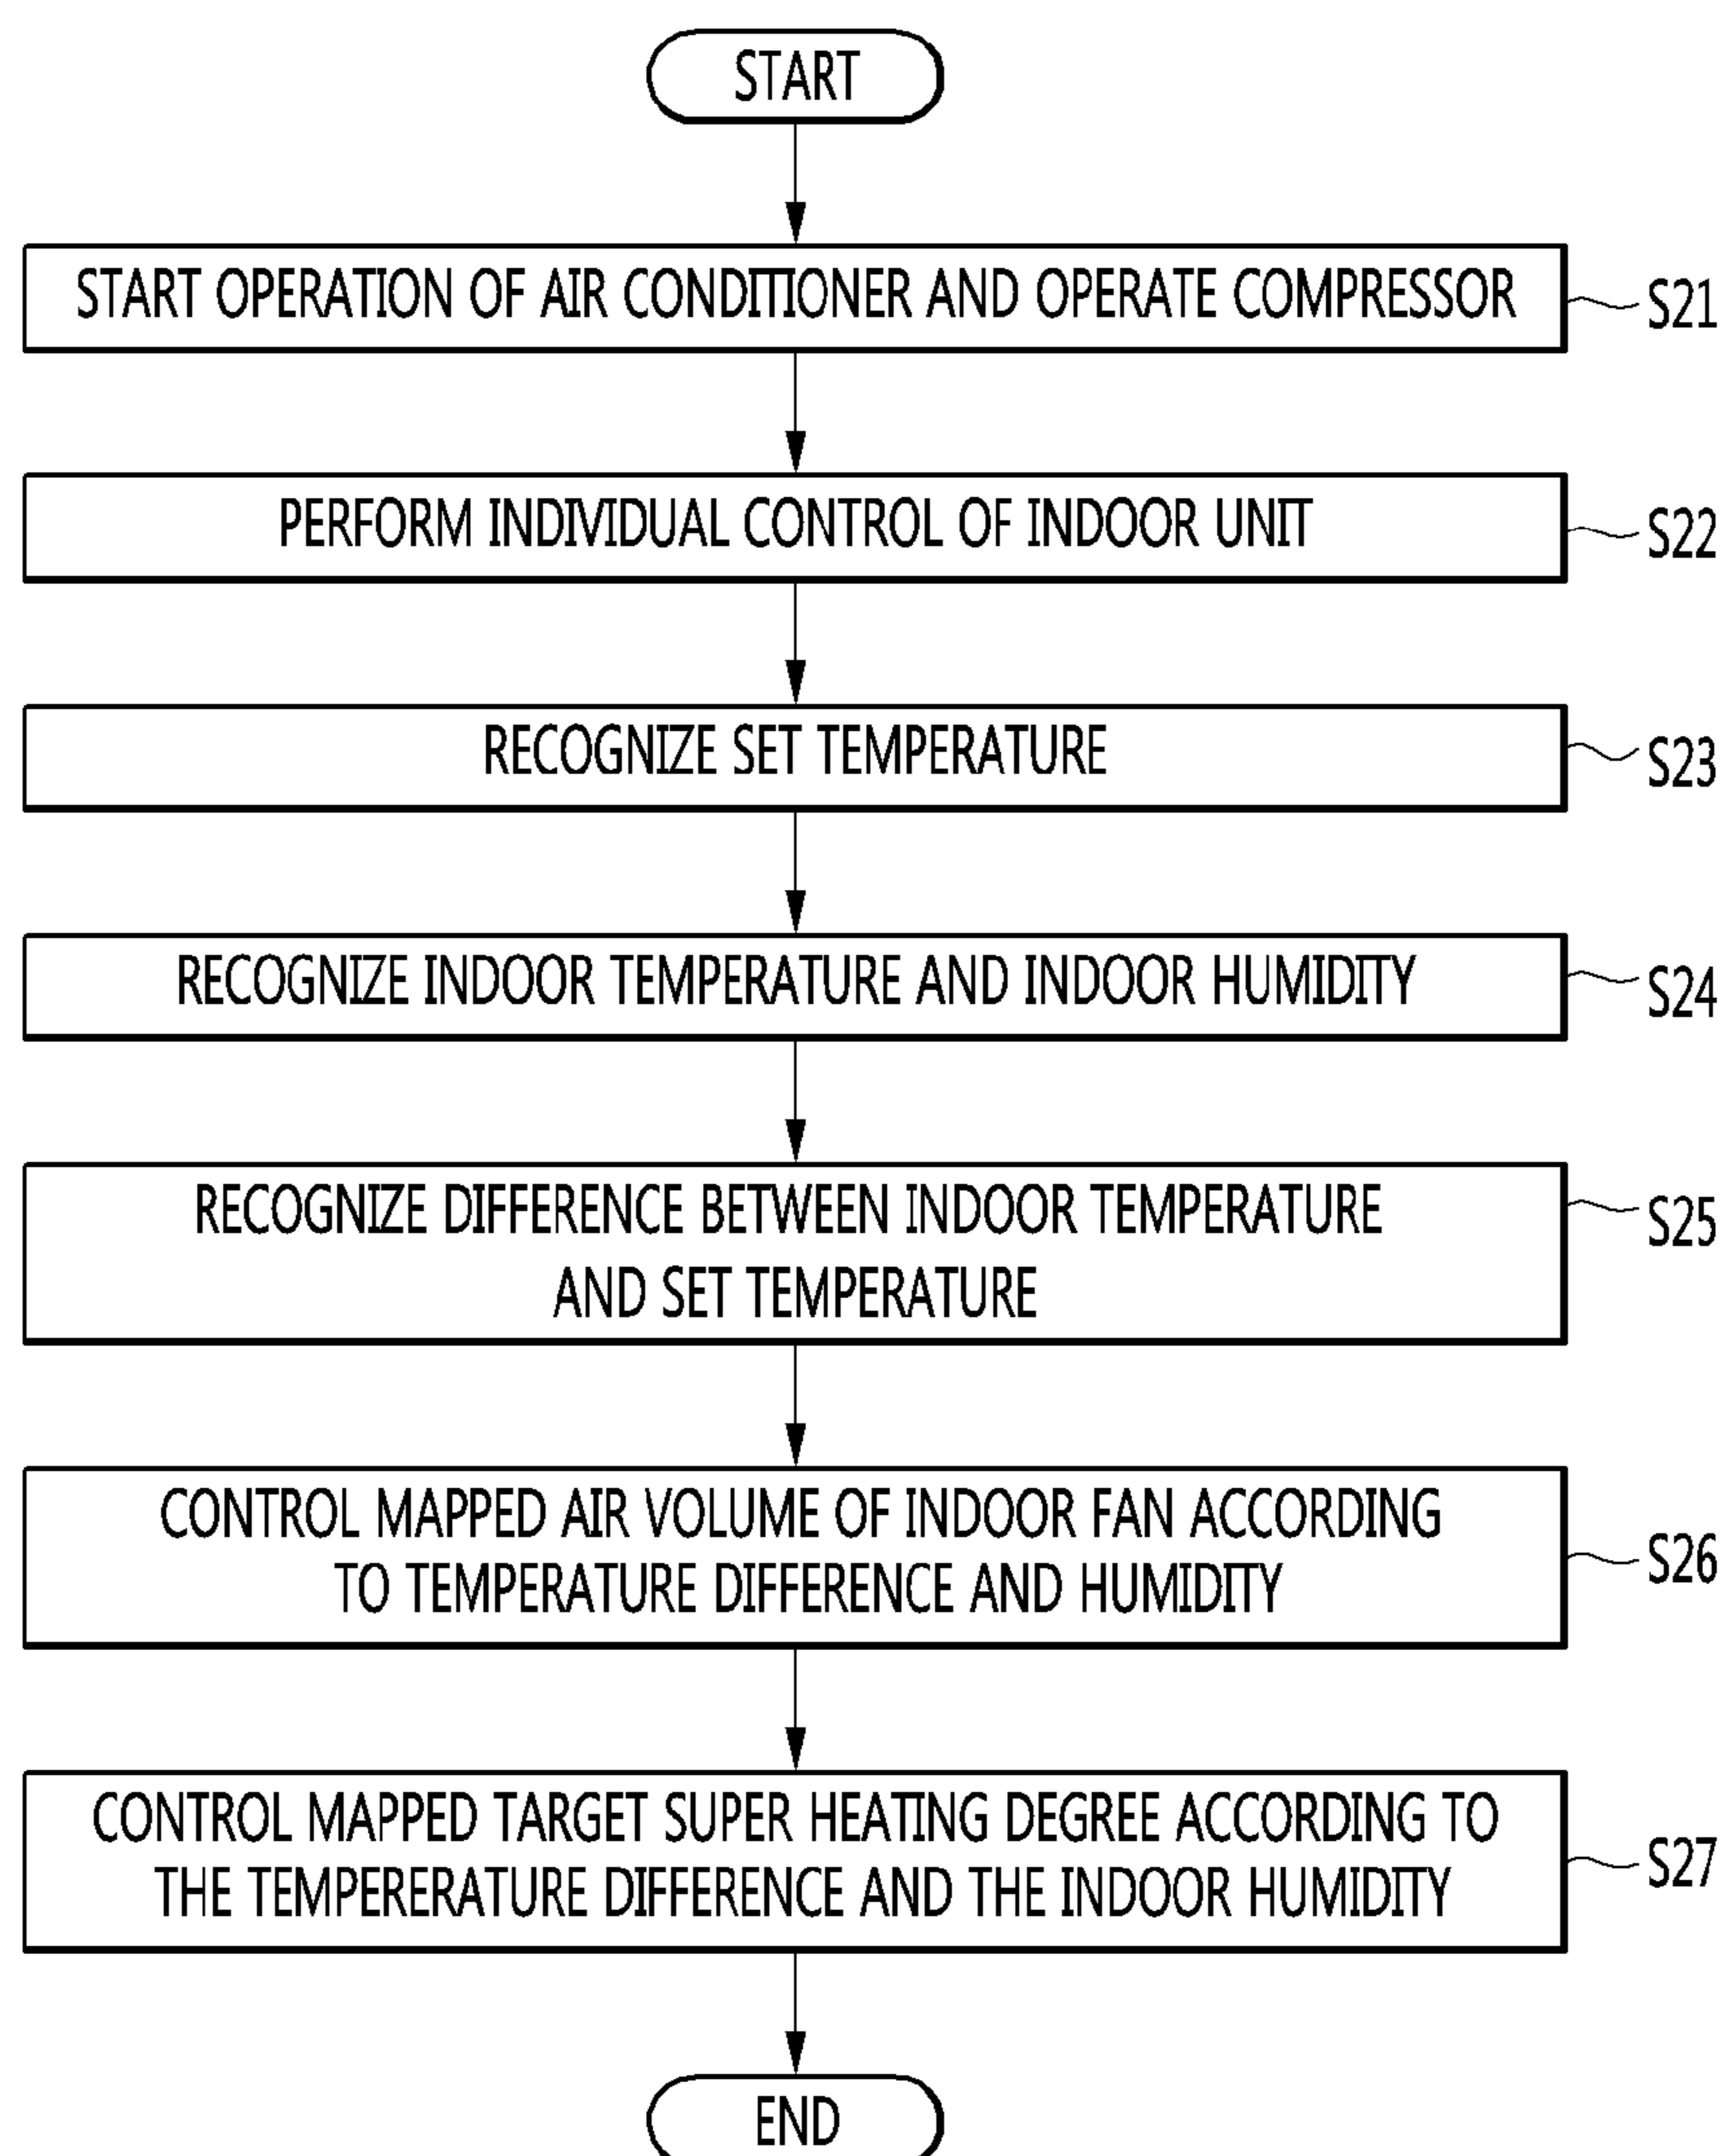 START
START OPERATION OF AIR CONDITIONER AND OPERATE COMPRESSOR
S21
PERFORM INDIVIDUAL CONTROL OF INDOOR UNIT
S22
RECOGNIZE SET TEMPERATURE
S23
RECOGNIZE INDOOR TEMPERATURE AND INDOOR HUMIDITY
S24
RECOGNIZE DIFFERENCE BETWEEN INDOOR TEMPERATURE
AND SET TEMPERATURE
S25
CONTROL MAPPED AIR VOLUME OF INDOOR FAN ACCORDING
TO TEMPERATURE DIFFERENCE AND HUMIDITY
S26
CONTROL MAPPED TARGET SUPER HEATING DEGREE ACCORDING TO
THE TEMPERERATURE DIFFERENCE AND THE INDOOR HUMIDITY
S27
END